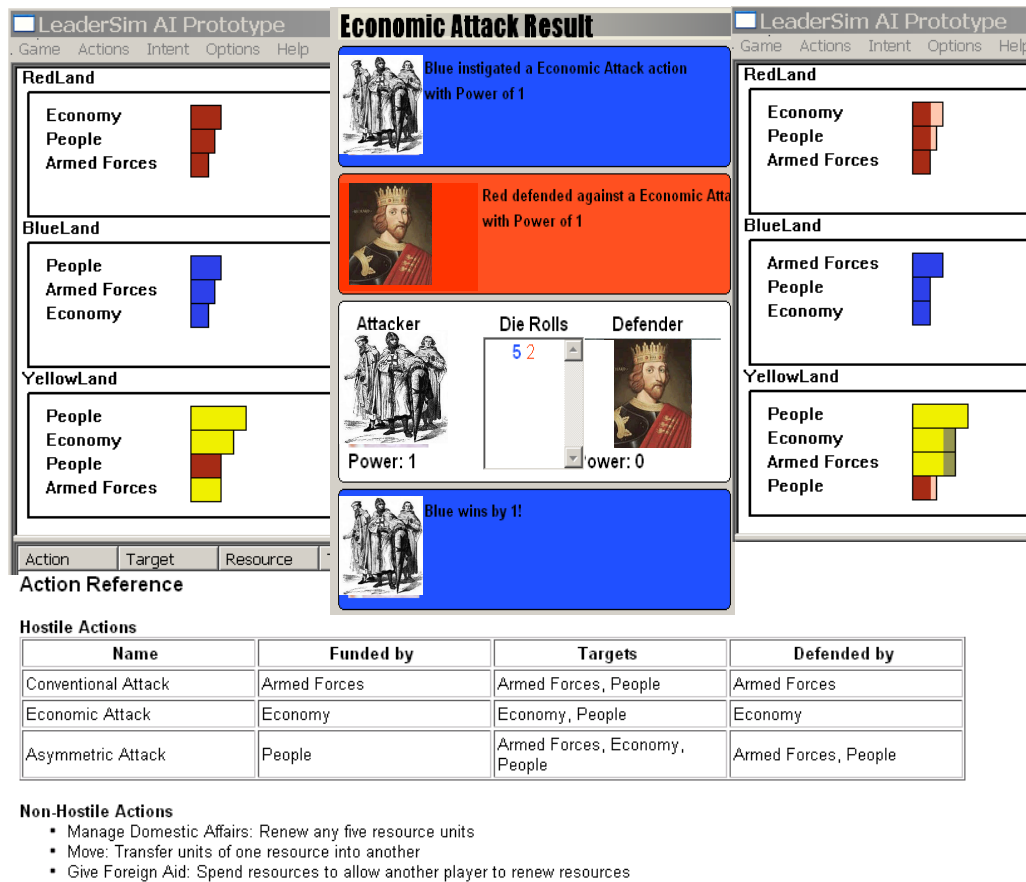 LeaderSim AI Prototype
Game Actions Intent Options Help
RedLand
Economy
People
Armed Forces
BlueLand
People
Armed Forces
Economy
YellowLand
People
Economy
People
Armed Forces
Action Target Resource
Economic Attack Result
Blue instigated a Economic Attack action
with Power of 1
Red defended against a Economic Atta
with Power of 1
Attacker Die Rolls Defender
5 2
Power: 1 ower: 0
Blue wins by 1!
LeaderSim AI Prototype
Game Actions Intent Options Help
RedLand
Economy
People
Armed Forces
BlueLand
Armed Forces
People
Economy
YellowLand
People
Economy
Armed Forces
People
Action Reference
Hostile Actions
Name Funded by Targets Defended by
Conventional Attack Armed Forces Armed Forces, People Armed Forces
Economic Attack Economy Economy, People Economy
Asymmetric Attack People Armed Forces, Economy, People Armed Forces, People
Non-Hostile Actions
• Manage Domestic Affairs: Renew any five resource units
• Move: Transfer units of one resource into another
• Give Foreign Aid: Spend resources to allow another player to renew resources